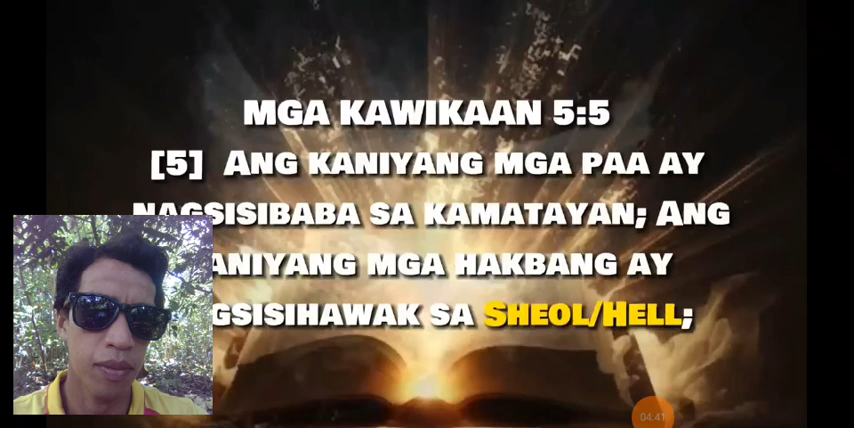 MGA KAWIKAAN 5:5
[5] ANG KANIYANG MGA PAA AY
NAGSISIBABA SA KAMATAYAN; ANG
MGA HAKBANG AY
SA SHEOL/HELL;
04:41